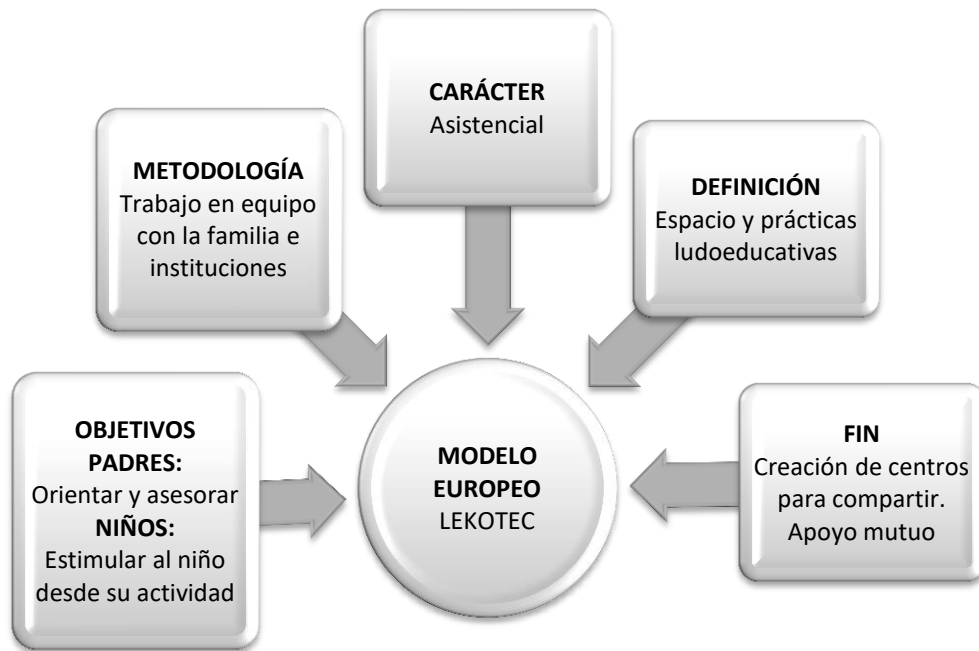 CARÁCTER
Asistencial
METODOLOGÍA
Trabajo en equipo
con la familia e
instituciones
DEFINICIÓN
Espacio y prácticas
ludoeducativas
OBJETIVOS
PADRES:
Orientar y asesorar
NIÑOS:
Estimular al niño
desde su actividad
MODELO
EUROPEO
LEKOTEC
FIN
Creación de centros
para compartir.
Apoyo mutuo